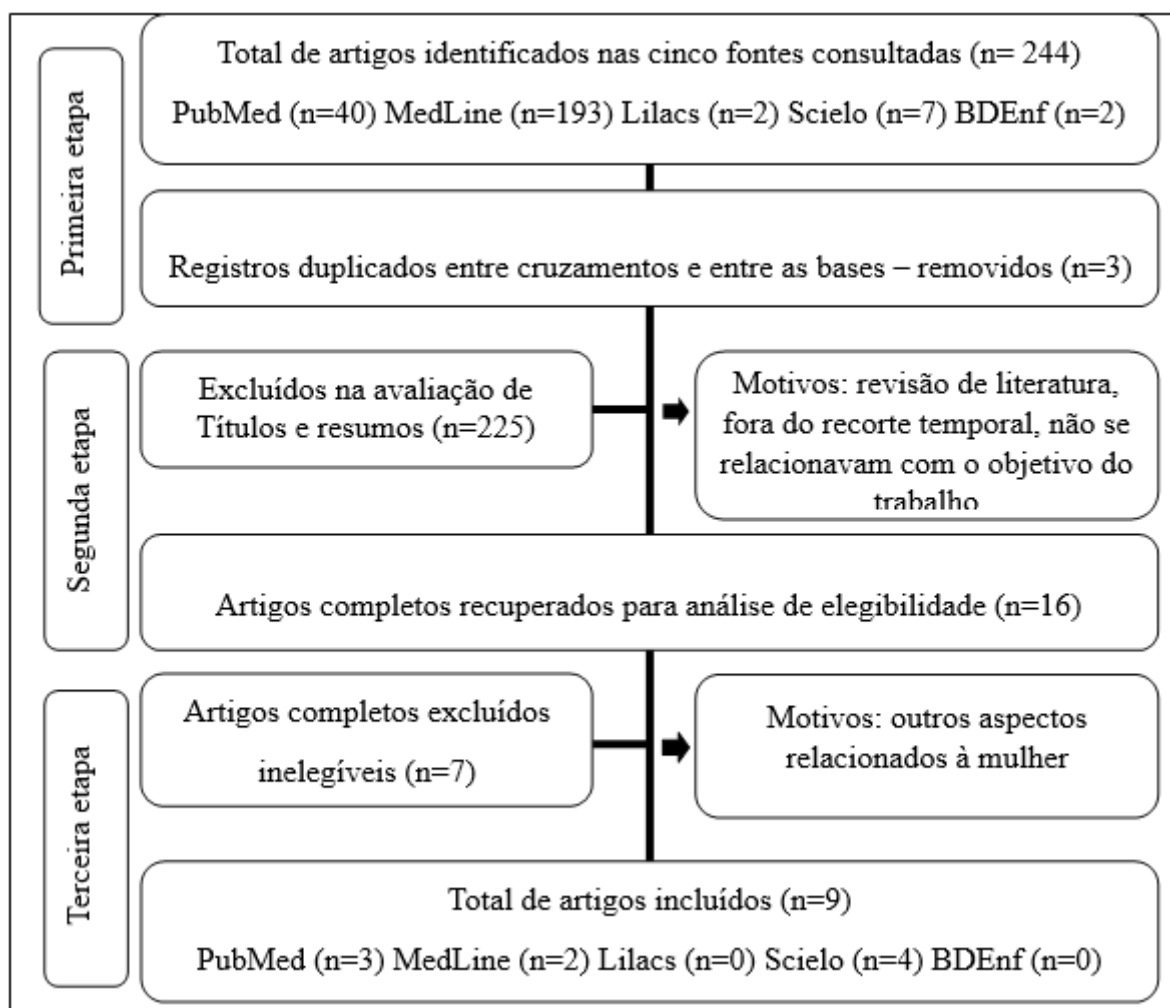 Primeira etapa
Total de artigos identificados nas cinco fontes consultadas (n= 244)
PubMed (n=40) MedLine (n=193) Lilacs (n=2) Scielo (n=7) BDEnf (n=2)
Registros duplicados entre cruzamentos e entre as bases – removidos (n=3)
Segunda etapa
Excluídos na avaliação de
Títulos e resumos (n=225)
Motivos: revisão de literatura,
fora do recorte temporal, não se
relacionavam com o objetivo do
trabalho
Artigos completos recuperados para análise de elegibilidade (n=16)
Terceira etapa
Artigos completos excluídos
inelegíveis (n=7)
Motivos: outros aspectos
relacionados à mulher
Total de artigos incluídos (n=9)
PubMed (n=3) MedLine (n=2) Lilacs (n=0) Scielo (n=4) BDEnf (n=0)